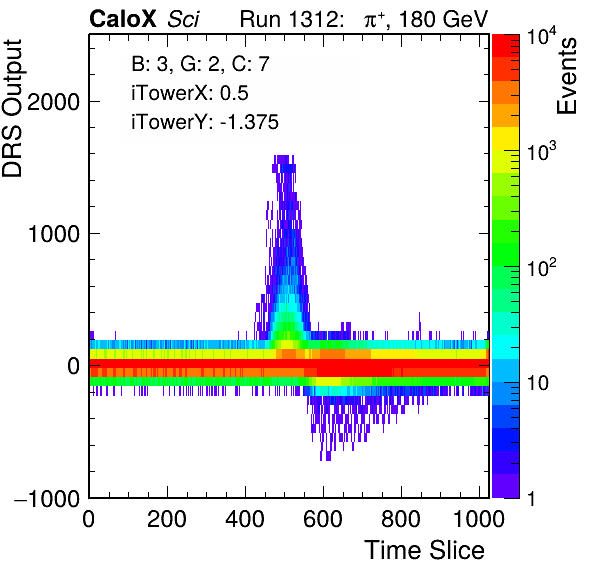 CaloX Sci Run 1312: π⁺, 180 GeV
B: 3, G: 2, C: 7
iTowerX: 0.5
iTowerY: -1.375
DRS Output
2000
1000
0
−1000
0 200 400 600 800 1000
Time Slice
Events
10⁴
10³
10²
10
1